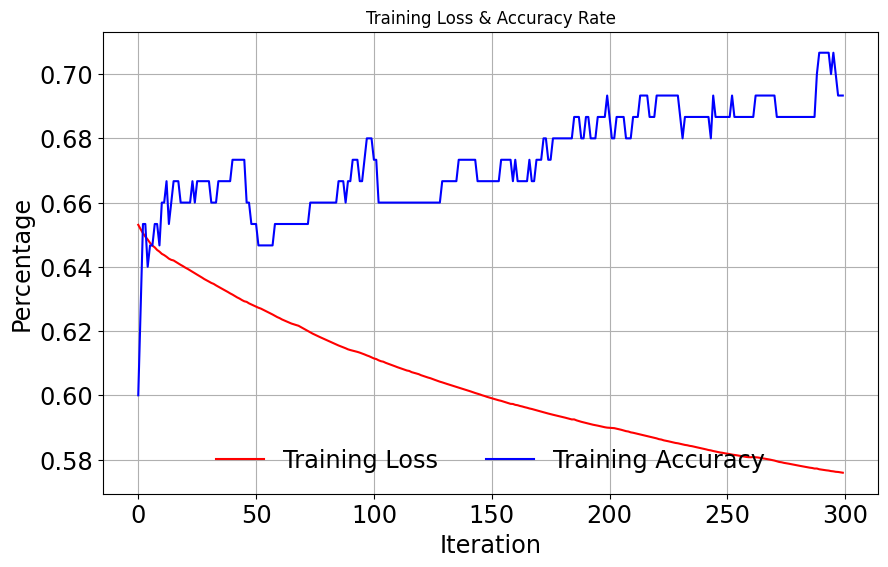 Training Loss & Accuracy Rate
Percentage
0.70
0.68
0.66
0.64
0.62
0.60
0.58
Training Loss
Training Accuracy
0 50 100 150 200 250 300
Iteration